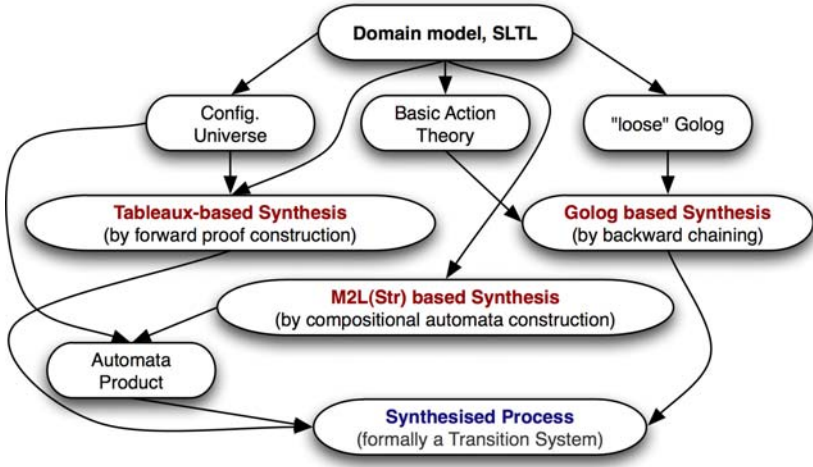 Domain model, SLTL
Config.
Universe
Basic Action
Theory
"loose" Golog
Tableaux-based Synthesis
(by forward proof construction)
Golog based Synthesis
(by backward chaining)
M2L(Str) based Synthesis
(by compositional automata construction)
Automata
Product
Synthesised Process
(formally a Transition System)